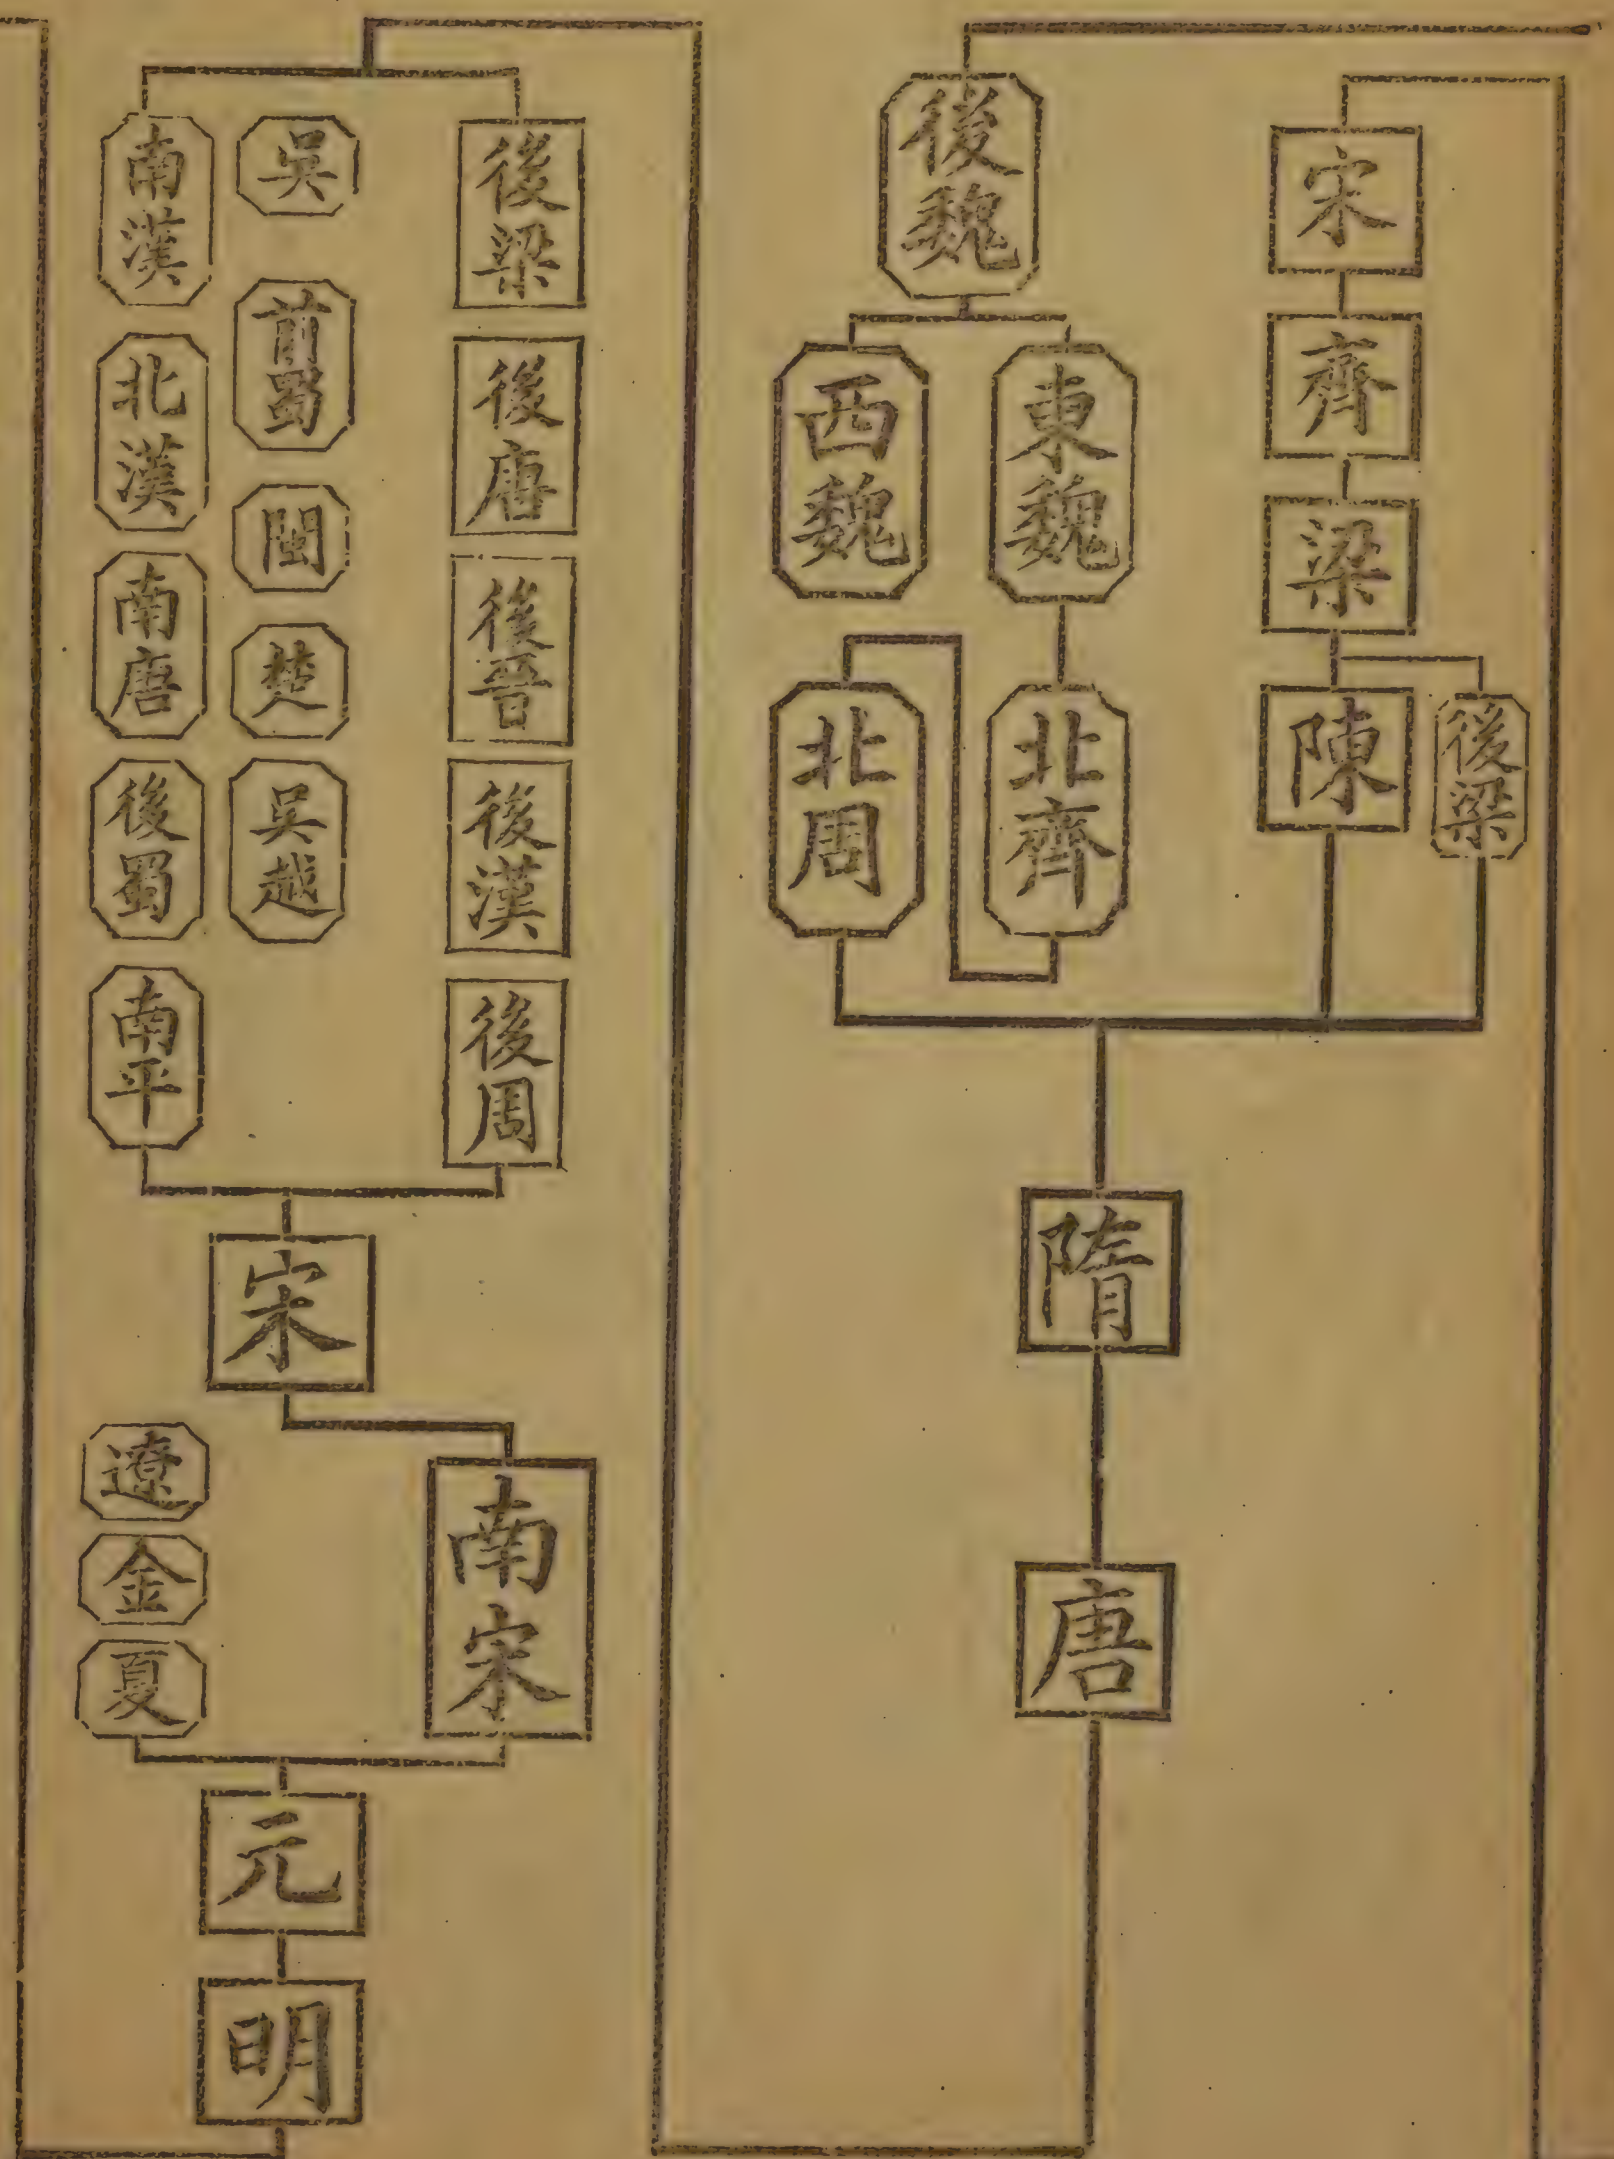 宋
齊
梁
陳
後梁
後魏
東魏
西魏
北齊
北周
隋
唐
後梁
後唐
後晉
後漢
後周
吳
前蜀
閩
楚
吳越
南漢
北漢
南唐
後蜀
南平
宋
南宋
遼
金
夏
元
明